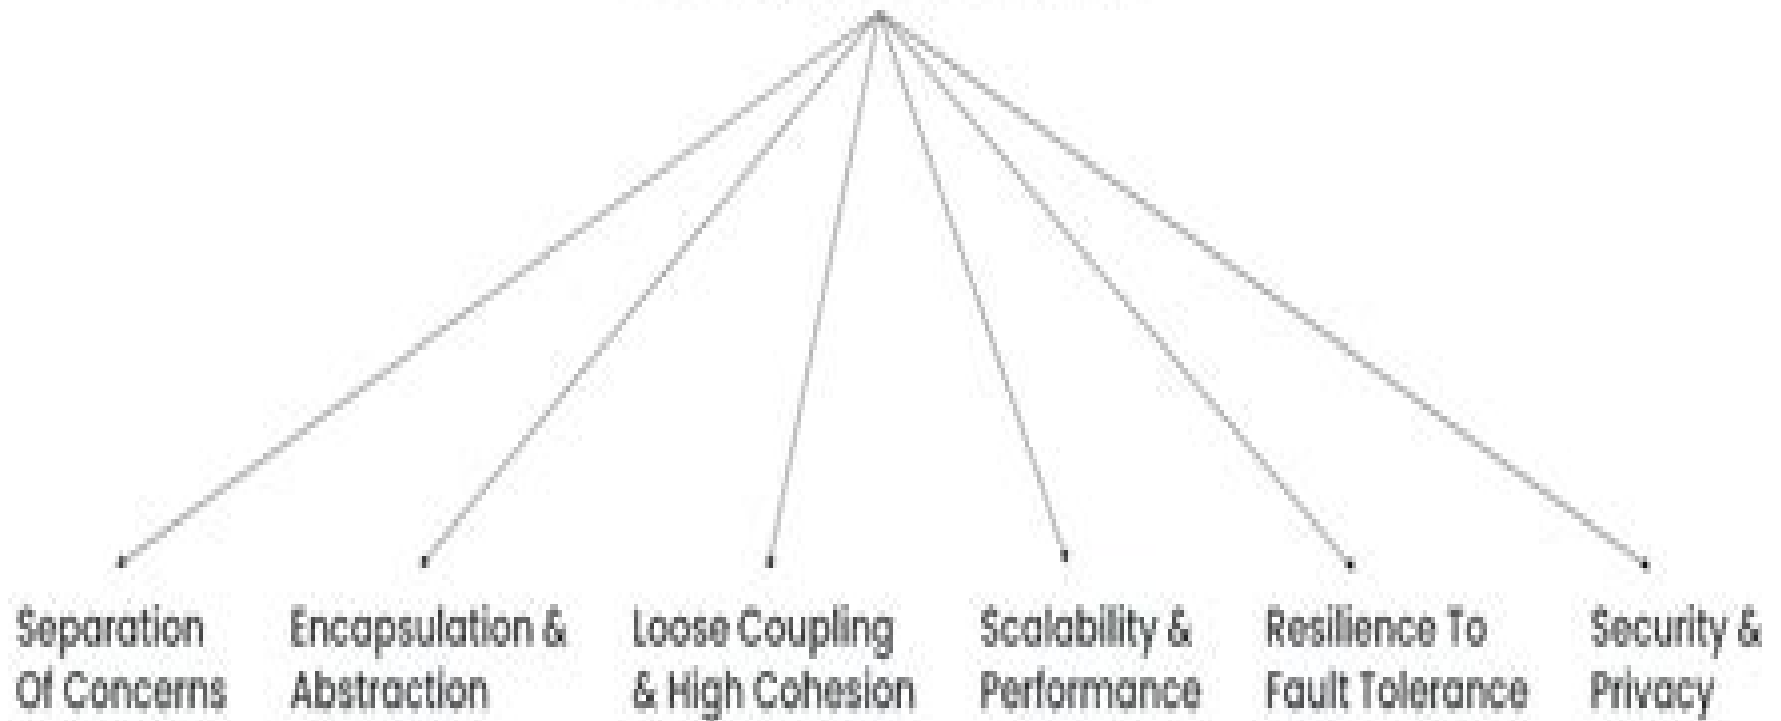 Separation
Of Concerns
Encapsulation &
Abstraction
Loose Coupling
& High Cohesion
Scalability &
Performance
Resilience To
Fault Tolerance
Security &
Privacy